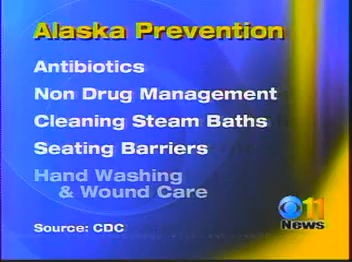 Alaska Prevention
Antibiotics
Non Drug Management
Cleaning Steam Baths
Seating Barriers
Hand Washing
& Wound Care
Source: CDC
11
News